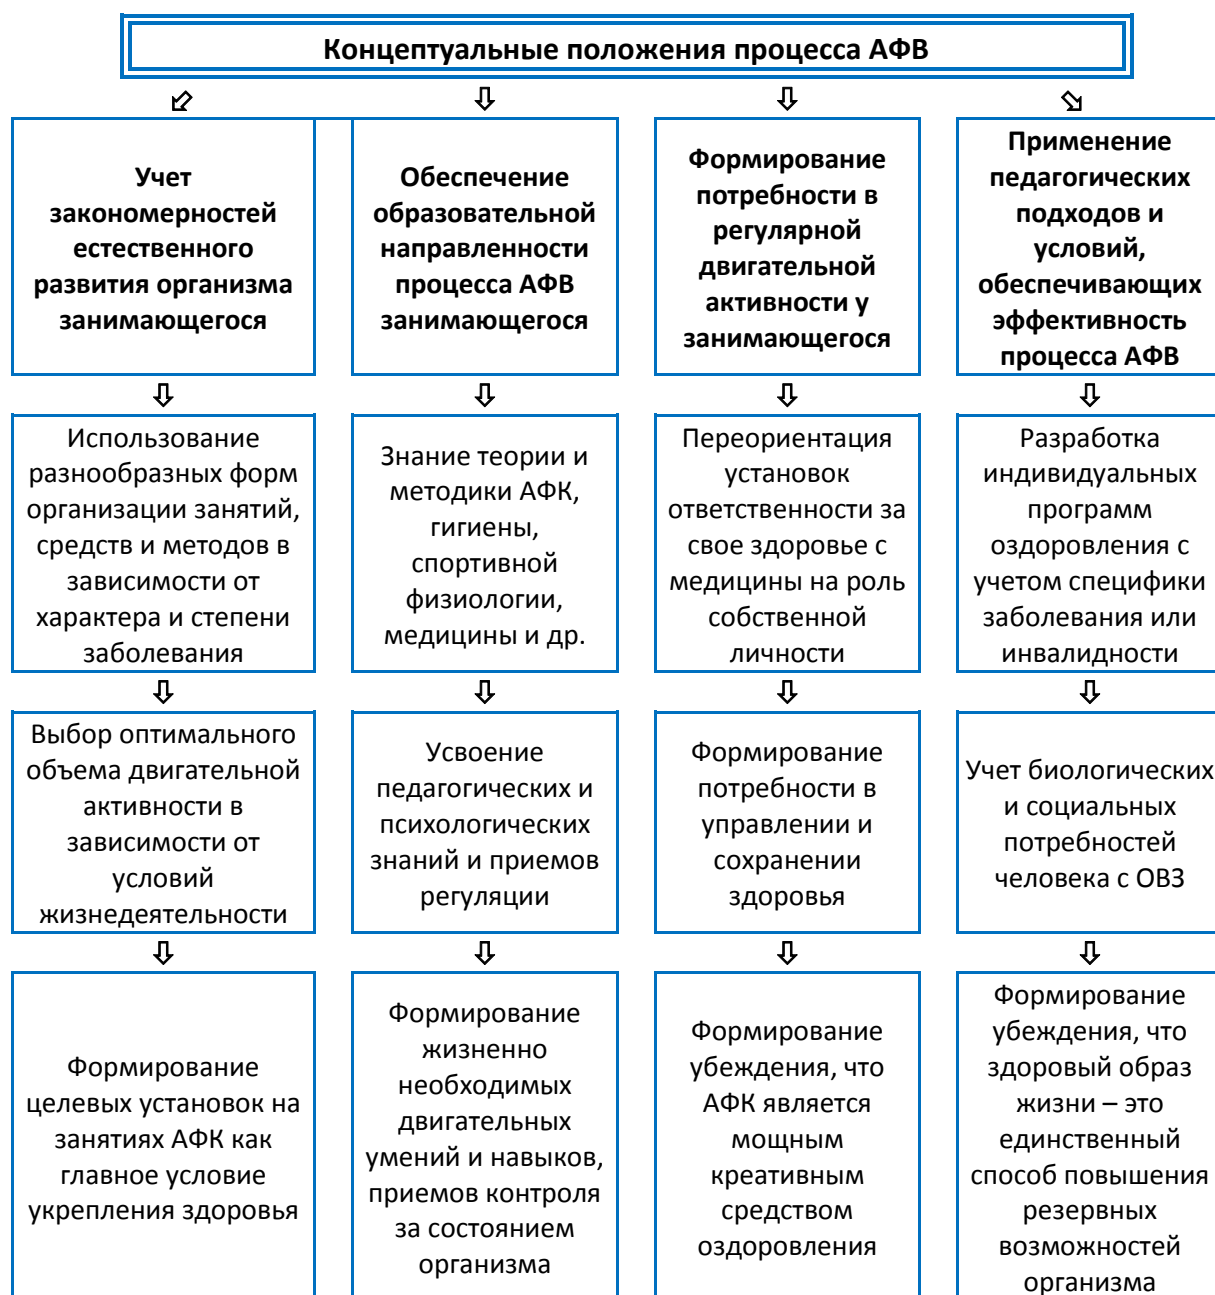 Концептуальные положения процесса АФВ
Учет
закономерностей
естественного
развития организма
занимающегося
Обеспечение
образовательной
направленности
процесса АФВ
занимающегося
Формирование
потребности в
регулярной
двигательной
активности у
занимающегося
Применение
педагогических
подходов и
условий,
обеспечивающих
эффективность
процесса АФВ
Использование
разнообразных форм
организации занятий,
средств и методов в
зависимости от
характера и степени
заболевания
Знание теории и
методики АФК,
гигиены,
спортивной
физиологии,
медицины и др.
Переориентация
установок
ответственности за
свое здоровье с
медицины на роль
собственной
личности
Разработка
индивидуальных
программ
оздоровления с
учетом специфики
заболевания или
инвалидности
Выбор оптимального
объема двигательной
активности в
зависимости от
условий
жизнедеятельности
Усвоение
педагогических и
психологических
знаний и приемов
регуляции
Формирование
потребности в
управлении и
сохранении
здоровья
Учет биологических
и социальных
потребностей
человека с ОВЗ
Формирование
целевых установок на
занятиях АФК как
главное условие
укрепления здоровья
Формирование
жизненно
необходимых
двигательных
умений и навыков,
приемов контроля
за состоянием
организма
Формирование
убеждения, что
АФК является
мощным
креативным
средством
оздоровления
Формирование
убеждения, что
здоровый образ
жизни – это
единственный
способ повышения
резервных
возможностей
организма